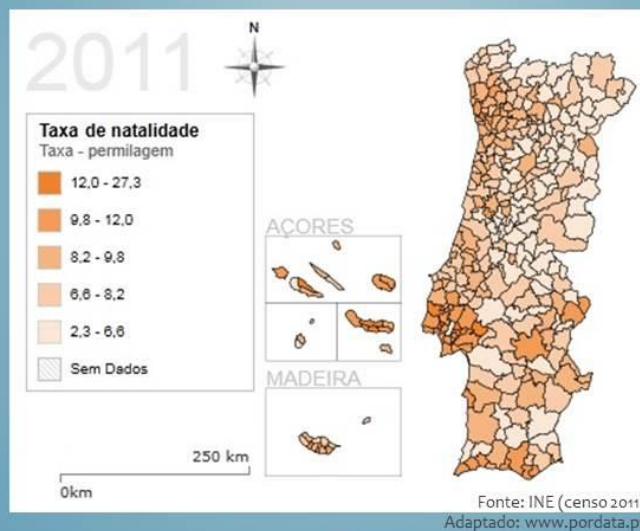 2011
N
Taxa de natalidade
Taxa - permilagem
12,0 - 27,3
9,8 - 12,0
8,2 - 9,8
6,6 - 8,2
2,3 - 6,6
Sem Dados
AÇORES
MADEIRA
250 km
0km
Fonte: INE (censo 2011
Adaptado: www.pordata.p